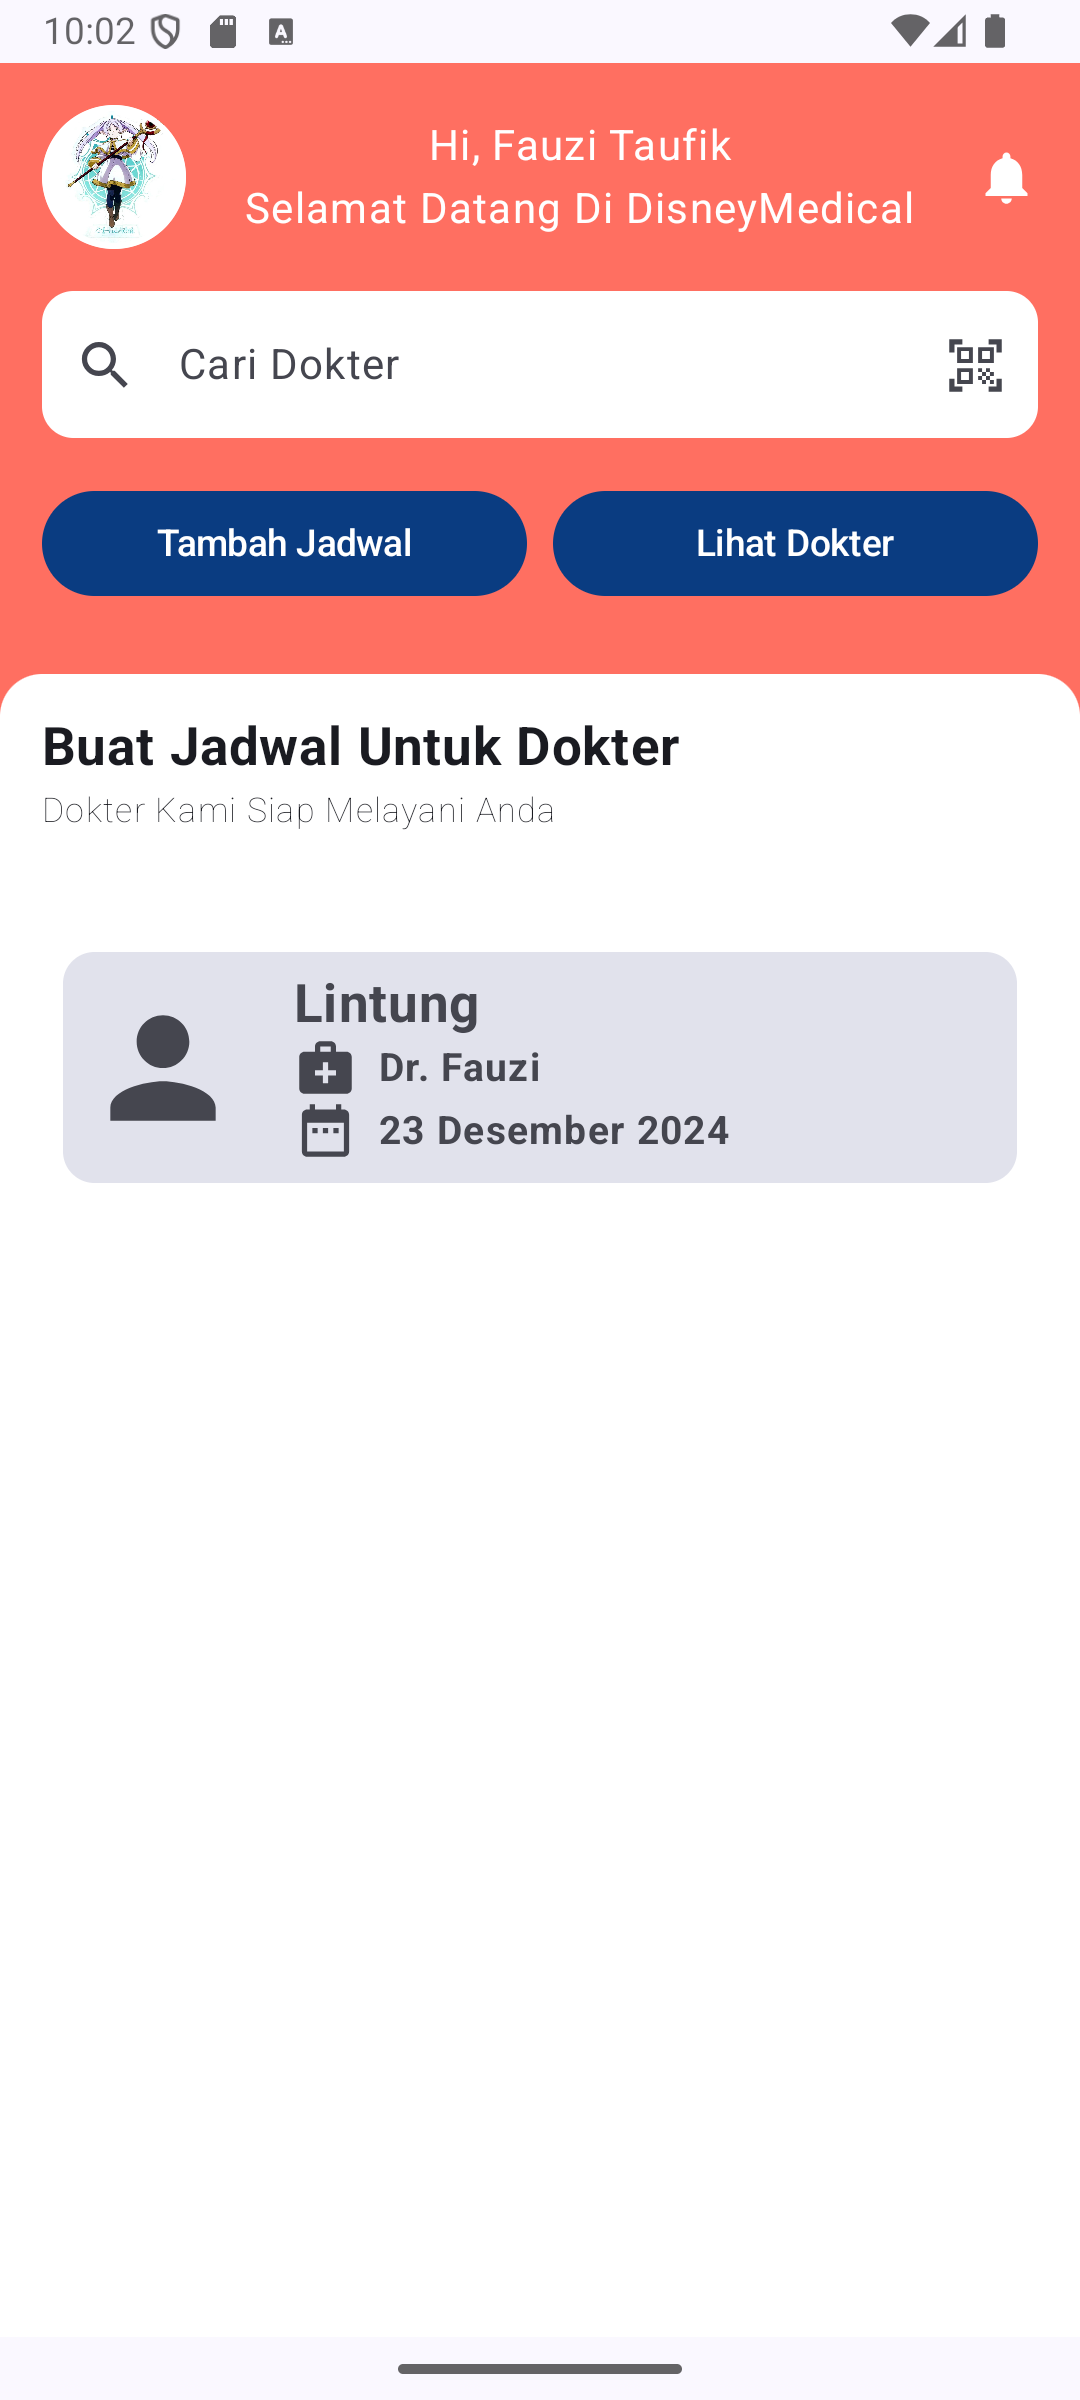 10:02
Hi, Fauzi Taufik
Selamat Datang Di DisneyMedical
Cari Dokter
Tambah Jadwal
Lihat Dokter
Buat Jadwal Untuk Dokter
Dokter Kami Siap Melayani Anda
Lintung
Dr. Fauzi
23 Desember 2024